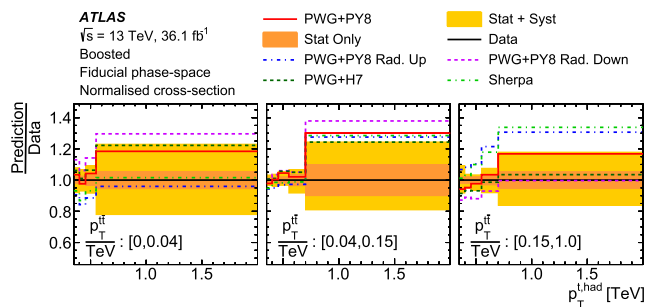 ATLAS
√s = 13 TeV, 36.1 fb⁻¹
Boosted
Fiducial phase-space
Normalised cross-section
PWG+PY8
Stat Only
PWG+PY8 Rad. Up
PWG+H7
Stat + Syst
Data
PWG+PY8 Rad. Down
Sherpa
Prediction
Data
1.4
1.2
1.0
0.8
0.6
p_T^{tt̄}
TeV : [0,0.04]
p_T^{tt̄}
TeV : [0.04,0.15]
p_T^{tt̄}
TeV : [0.15,1.0]
1.0 1.5 1.0 1.5 1.0 1.5
p_T^{t,had} [TeV]